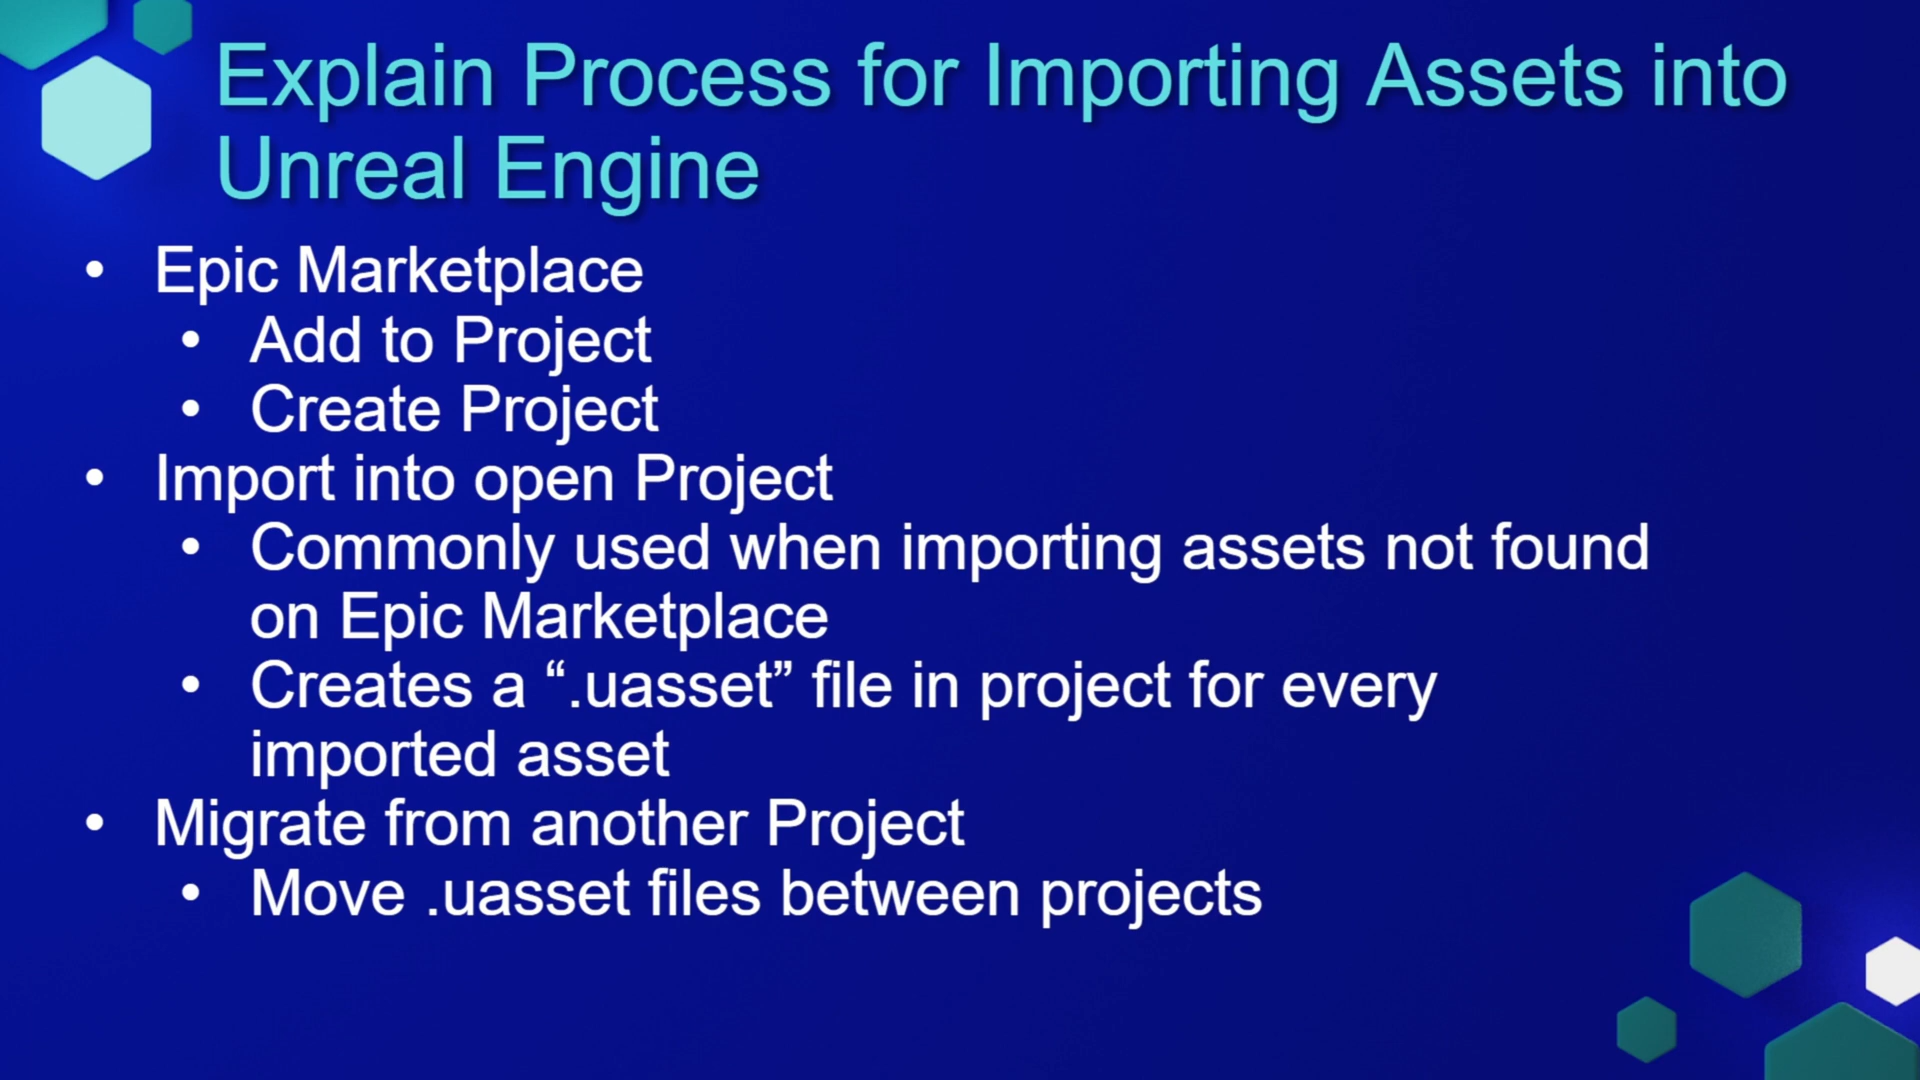 Explain Process for Importing Assets into
Unreal Engine
• Epic Marketplace
• Add to Project
• Create Project
• Import into open Project
• Commonly used when importing assets not found
on Epic Marketplace
• Creates a “.uasset” file in project for every
imported asset
• Migrate from another Project
• Move .uasset files between projects